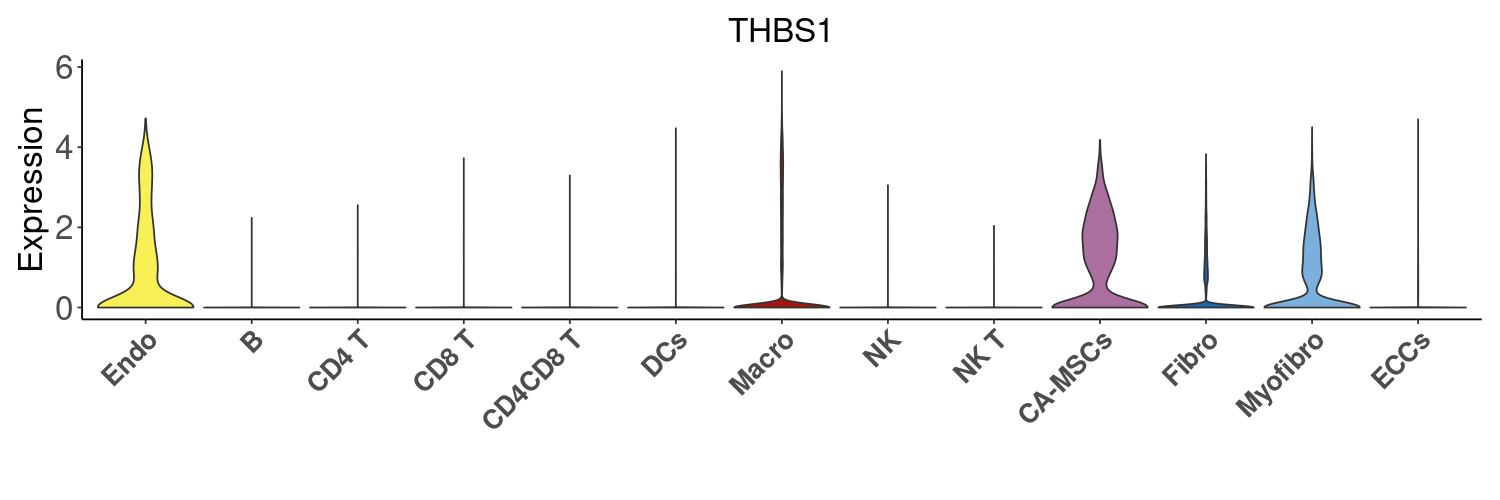 THBS1
Expression
6
4
2
0
Endo
B
CD4 T
CD8 T
CD4CD8 T
DCs
Macro
NK
NK T
CA-MSCs
Fibro
Myofibro
ECCs